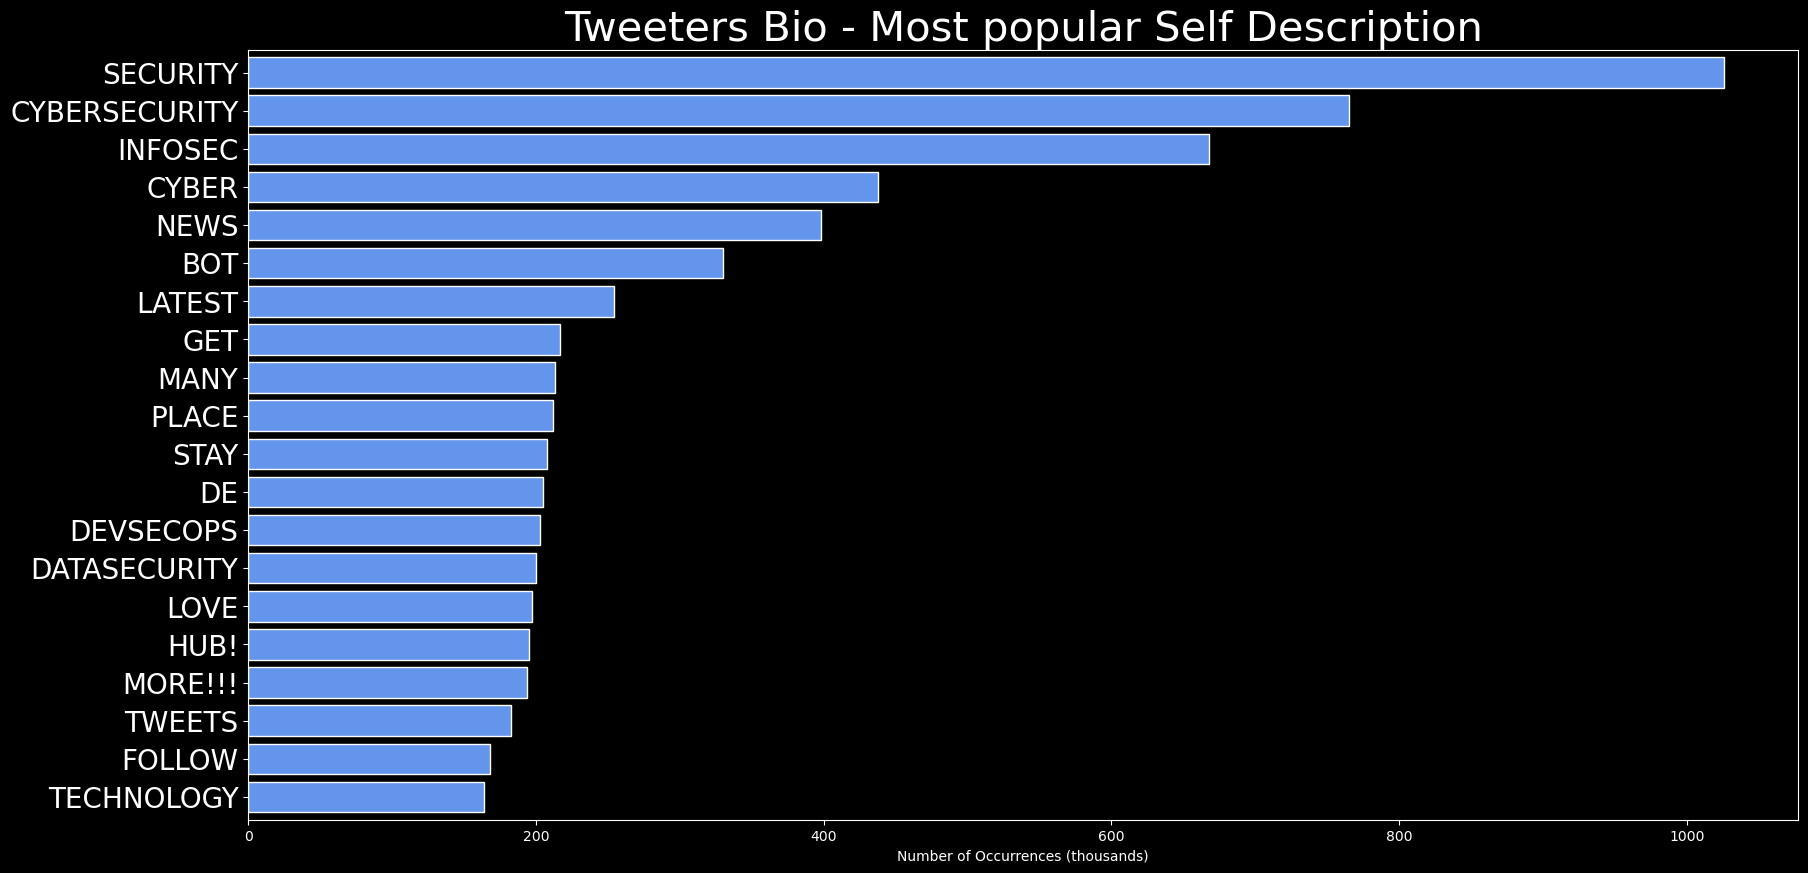 Tweeters Bio - Most popular Self Description
SECURITY
CYBERSECURITY
INFOSEC
CYBER
NEWS
BOT
LATEST
GET
MANY
PLACE
STAY
DE
DEVSECOPS
DATASECURITY
LOVE
HUB!
MORE!!!
TWEETS
FOLLOW
TECHNOLOGY
0 200 400 600 800 1000
Number of Occurrences (thousands)